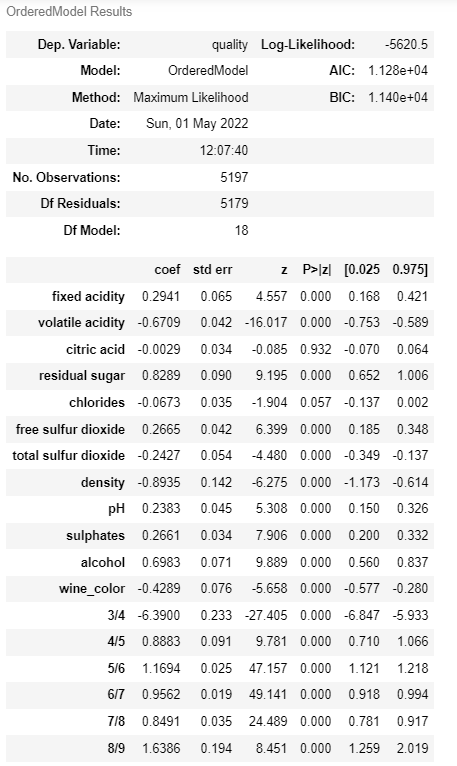 OrderedModel Results
Dep. Variable: quality Log-Likelihood: -5620.5
Model: OrderedModel AIC: 1.128e+04
Method: Maximum Likelihood BIC: 1.140e+04
Date: Sun, 01 May 2022
Time: 12:07:40
No. Observations: 5197
Df Residuals: 5179
Df Model: 18
coef std err z P>|z| [0.025 0.975]
fixed acidity 0.2941 0.065 4.557 0.000 0.168 0.421
volatile acidity -0.6709 0.042 -16.017 0.000 -0.753 -0.589
citric acid -0.0029 0.034 -0.085 0.932 -0.070 0.064
residual sugar 0.8289 0.090 9.195 0.000 0.652 1.006
chlorides -0.0673 0.035 -1.904 0.057 -0.137 0.002
free sulfur dioxide 0.2665 0.042 6.399 0.000 0.185 0.348
total sulfur dioxide -0.2427 0.054 -4.480 0.000 -0.349 -0.137
density -0.8935 0.142 -6.275 0.000 -1.173 -0.614
pH 0.2383 0.045 5.308 0.000 0.150 0.326
sulphates 0.2661 0.034 7.906 0.000 0.200 0.332
alcohol 0.6983 0.071 9.889 0.000 0.560 0.837
wine_color -0.4289 0.076 -5.658 0.000 -0.577 -0.280
3/4 -6.3900 0.233 -27.405 0.000 -6.847 -5.933
4/5 0.8883 0.091 9.781 0.000 0.710 1.066
5/6 1.1694 0.025 47.157 0.000 1.121 1.218
6/7 0.9562 0.019 49.141 0.000 0.918 0.994
7/8 0.8491 0.035 24.489 0.000 0.781 0.917
8/9 1.6386 0.194 8.451 0.000 1.259 2.019